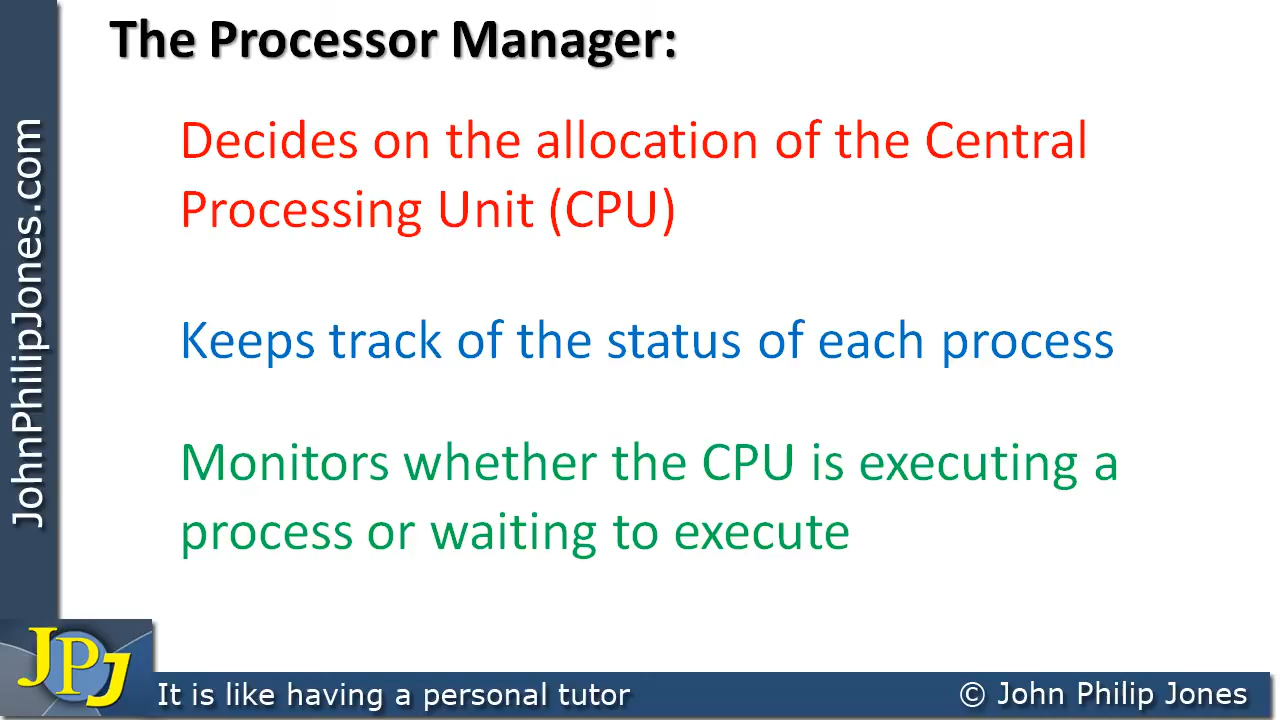 The Processor Manager:
Decides on the allocation of the Central
Processing Unit (CPU)
Keeps track of the status of each process
Monitors whether the CPU is executing a
process or waiting to execute
JohnPhilipJones.com
JPJ
It is like having a personal tutor
© John Philip Jones